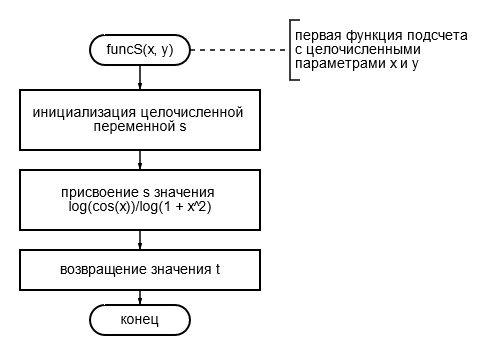 funcS(x, y)
первая функция подсчета
с целочисленными
параметрами x и y
инициализация целочисленной
переменной s
присвоение s значения
log(cos(x))/log(1 + x^2)
возвращение значения t
конец